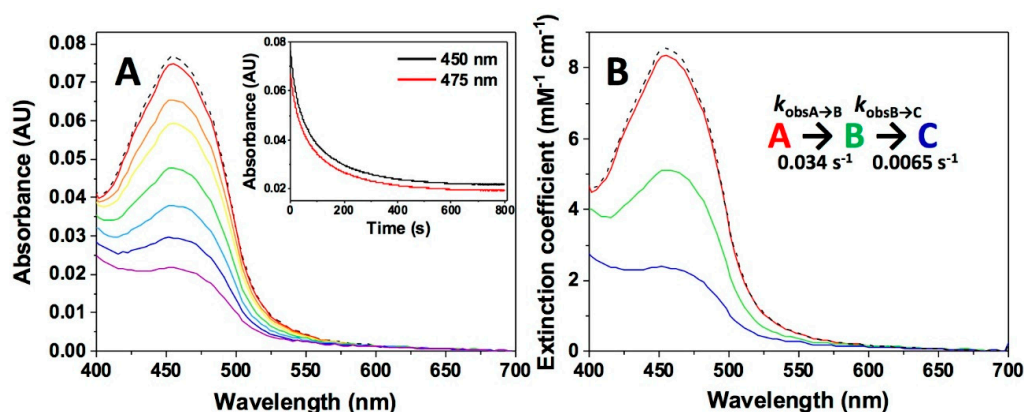 A
Absorbance (AU)
0.08
0.07
0.06
0.05
0.04
0.03
0.02
0.01
0.00
400 450 500 550 600 650 700
Wavelength (nm)
Absorbance (AU)
0.08
0.06
0.04
0.02
0 200 400 600 800
Time (s)
450 nm
475 nm
B
Extinction coefficient (mM⁻¹ cm⁻¹)
8
6
4
2
0
400 450 500 550 600 650 700
Wavelength (nm)
kobsA→B kobsB→C
A → B → C
0.034 s⁻¹ 0.0065 s⁻¹